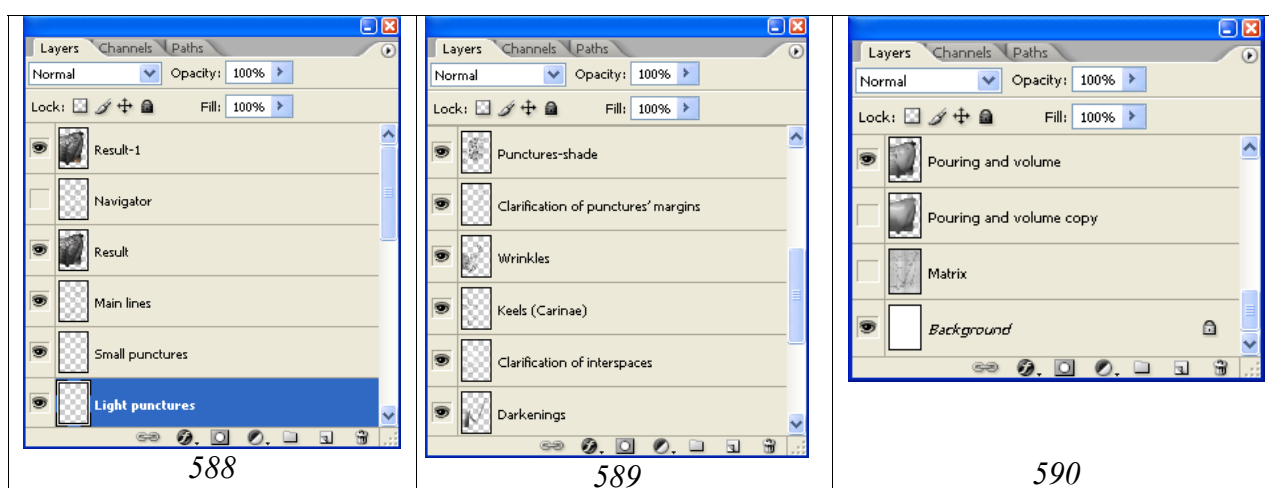 Layers Channels Paths
Normal Opacity: 100%
Lock: Fill: 100%
Result-1
Navigator
Result
Main lines
Small punctures
Light punctures
588
Layers Channels Paths
Normal Opacity: 100%
Lock: Fill: 100%
Punctures-shade
Clarification of punctures' margins
Wrinkles
Keels (Carinae)
Clarification of interspaces
Darkenings
589
Layers Channels Paths
Normal Opacity: 100%
Lock: Fill: 100%
Pouring and volume
Pouring and volume copy
Matrix
Background
590